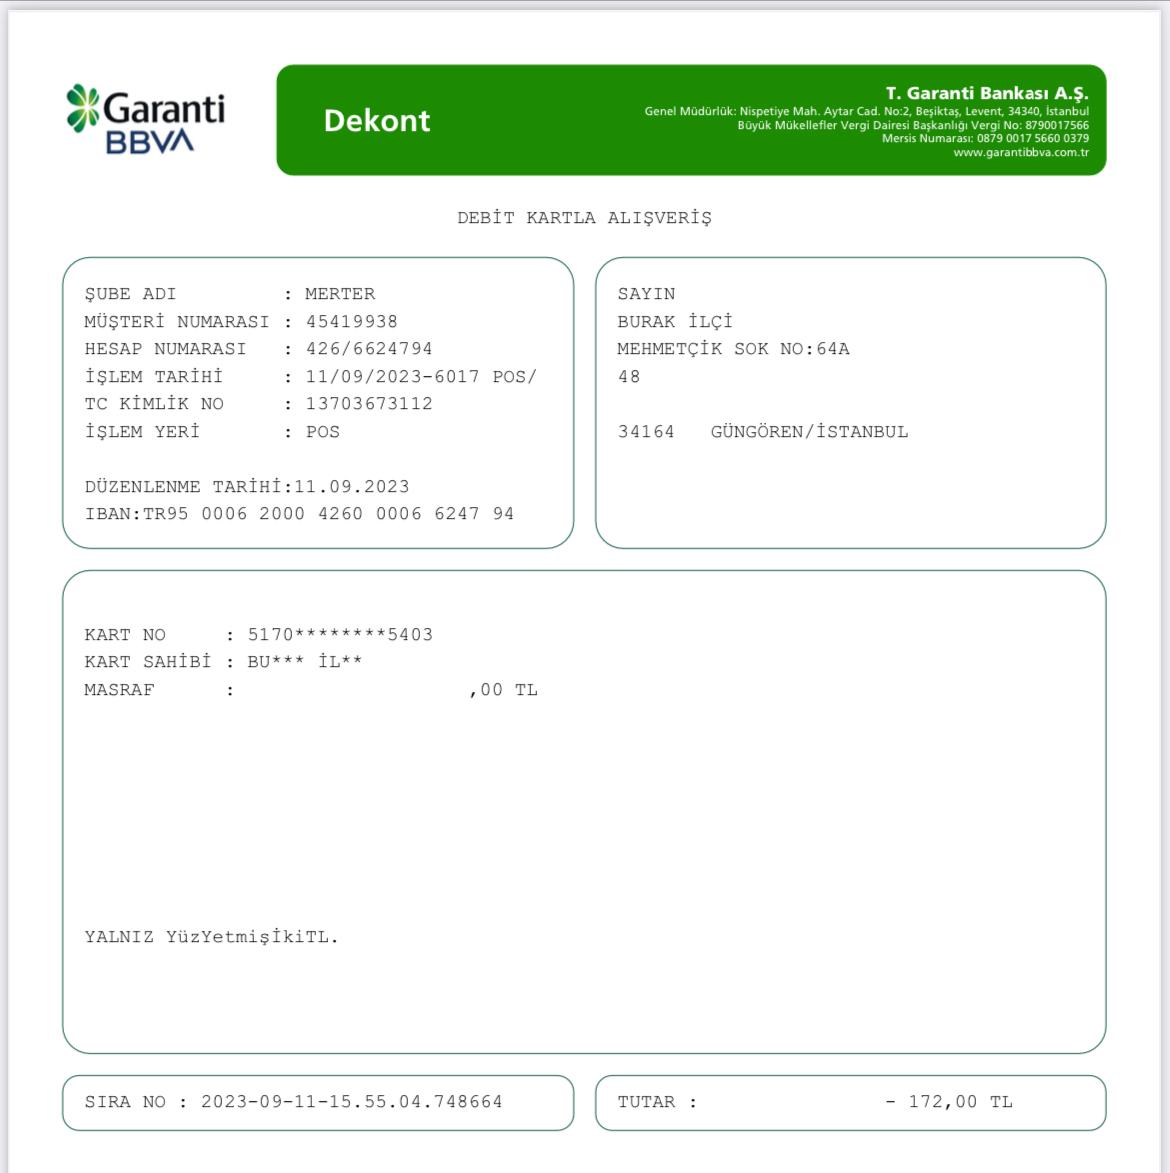 Garanti
BBVA
Dekont
T. Garanti Bankası A.Ş.
Genel Müdürlük: Nispetiye Mah. Aytar Cad. No:2, Beşiktaş, Levent, 34340, İstanbul
Büyük Mükellefler Vergi Dairesi Başkanlığı Vergi No: 8790017566
Mersis Numarası: 0879 0017 5660 0379
www.garantibbva.com.tr
DEBİT KARTLA ALIŞVERİŞ
ŞUBE ADI : MERTER
MÜŞTERİ NUMARASI : 45419938
HESAP NUMARASI : 426/6624794
İŞLEM TARİHİ : 11/09/2023-6017 POS/
TC KİMLİK NO : 13703673112
İŞLEM YERİ : POS
DÜZENLENME TARİHİ:11.09.2023
IBAN:TR95 0006 2000 4260 0006 6247 94
SAYIN
BURAK İLÇİ
MEHMETÇİK SOK NO:64A
48
34164 GÜNGÖREN/İSTANBUL
KART NO : 5170********5403
KART SAHİBİ : BU*** İL**
MASRAF : ,00 TL
YALNIZ YüzYetmişİkiTL.
SIRA NO : 2023-09-11-15.55.04.748664
TUTAR : - 172,00 TL